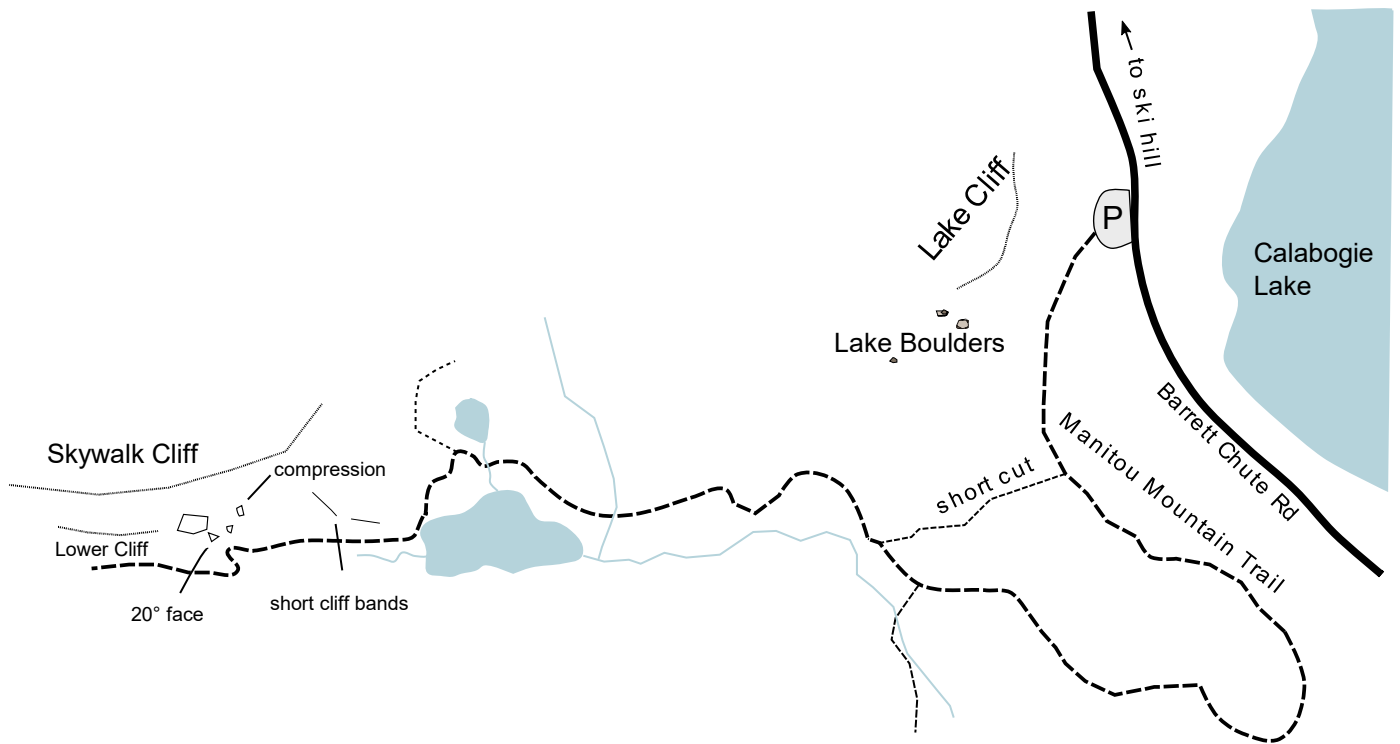 to ski hill
Lake Cliff
P
Calabogie
Lake
Lake Boulders
Barrett Chute Rd
Manitou Mountain Trail
short cut
Skywalk Cliff
compression
Lower Cliff
20° face
short cliff bands